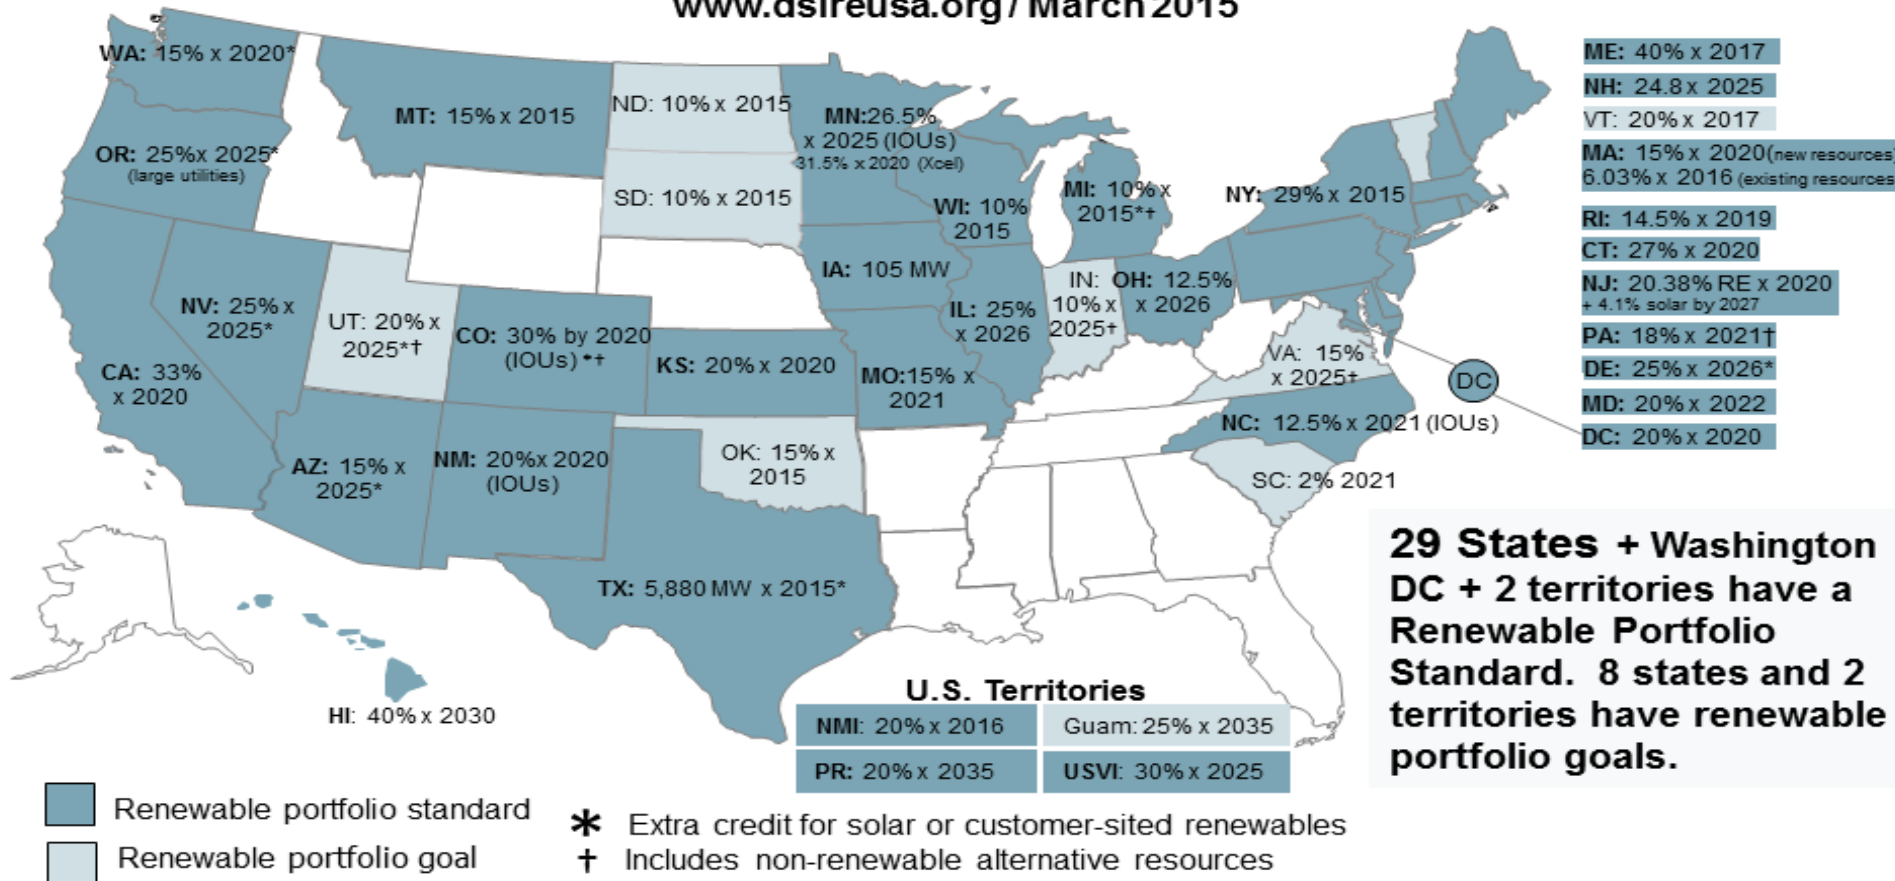 www.dsireusa.org / March 2015
WA: 15% x 2020*
MT: 15% x 2015
ND: 10% x 2015
MN:26.5%
x 2025 (IOUs)
31.5% x 2020 (Xcel)
OR: 25%x 2025*
(large utilities)
SD: 10% x 2015
WI: 10%
2015
MI: 10% x
2015*†
NY: 29% x 2015
IA: 105 MW
NV: 25% x
2025*
UT: 20% x
2025*†
CO: 30% by 2020
(IOUs) *†
KS: 20% x 2020
MO:15% x
2021
IL: 25%
x 2026
IN:
10% x
2025†
OH: 12.5%
x 2026
VA: 15%
x 2025†
CA: 33%
x 2020
AZ: 15% x
2025*
NM: 20%x 2020
(IOUs)
OK: 15% x
2015
NC: 12.5% x 2021 (IOUs)
SC: 2% 2021
TX: 5,880 MW x 2015*
HI: 40% x 2030
DC
ME: 40% x 2017
NH: 24.8 x 2025
VT: 20% x 2017
MA: 15% x 2020(new resources)
6.03% x 2016 (existing resources
RI: 14.5% x 2019
CT: 27% x 2020
NJ: 20.38% RE x 2020
+ 4.1% solar by 2027
PA: 18% x 2021†
DE: 25% x 2026*
MD: 20% x 2022
DC: 20% x 2020
29 States + Washington
DC + 2 territories have a
Renewable Portfolio
Standard. 8 states and 2
territories have renewable
portfolio goals.
U.S. Territories
NMI: 20% x 2016
Guam: 25% x 2035
PR: 20% x 2035
USVI: 30% x 2025
Renewable portfolio standard
Renewable portfolio goal
* Extra credit for solar or customer-sited renewables
† Includes non-renewable alternative resources